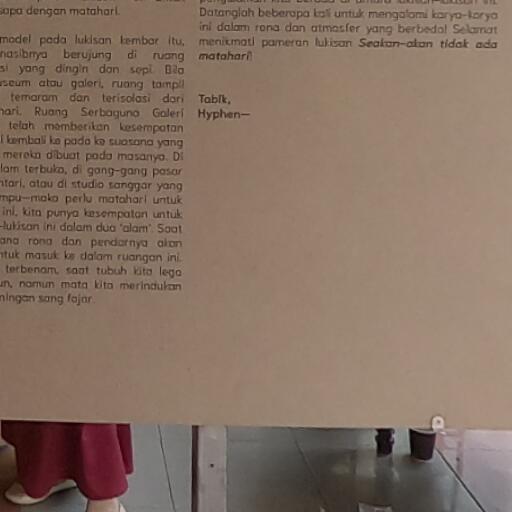 sapa dengan matahari.
model pada lukisan kembar itu,
nasibnya berujung di ruang
si yang dingin dan sepi. Bila
useum atau galeri, ruang tampil
temaram dan terisolasi dari
hari. Ruang Serbaguna Galeri
telah memberikan kesempatan
i kembali ke pada ke suasana yang
mereka dibuat pada masanya. Di
lam terbuka, di gang-gang pasar
ntari, atau di studio sanggar yang
mpu—maka perlu matahari untuk
ini, kita punya kesempatan untuk
-lukisan ini dalam dua 'alam'. Saat
ana rona dan pendarnya akan
ntuk masuk ke dalam ruangan ini.
terbenam, saat tubuh kita lega
un, namun mata kita merindukan
ningan sang fajar.
Datanglah beberapa kali untuk mengalami karya-karya
ini dalam rona dan atmosfer yang berbeda! Selamat
menikmati pameran lukisan Seakan-akan tidak ada
matahari!
Tabik,
Hyphen—